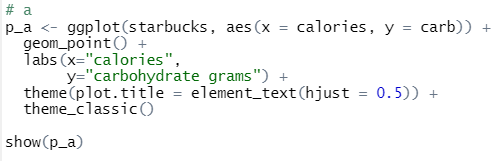 # a
p_a <- ggplot(starbucks, aes(x = calories, y = carb)) +
  geom_point() +
  labs(x="calories",
       y="carbohydrate grams") +
  theme(plot.title = element_text(hjust = 0.5)) +
  theme_classic()

show(p_a)